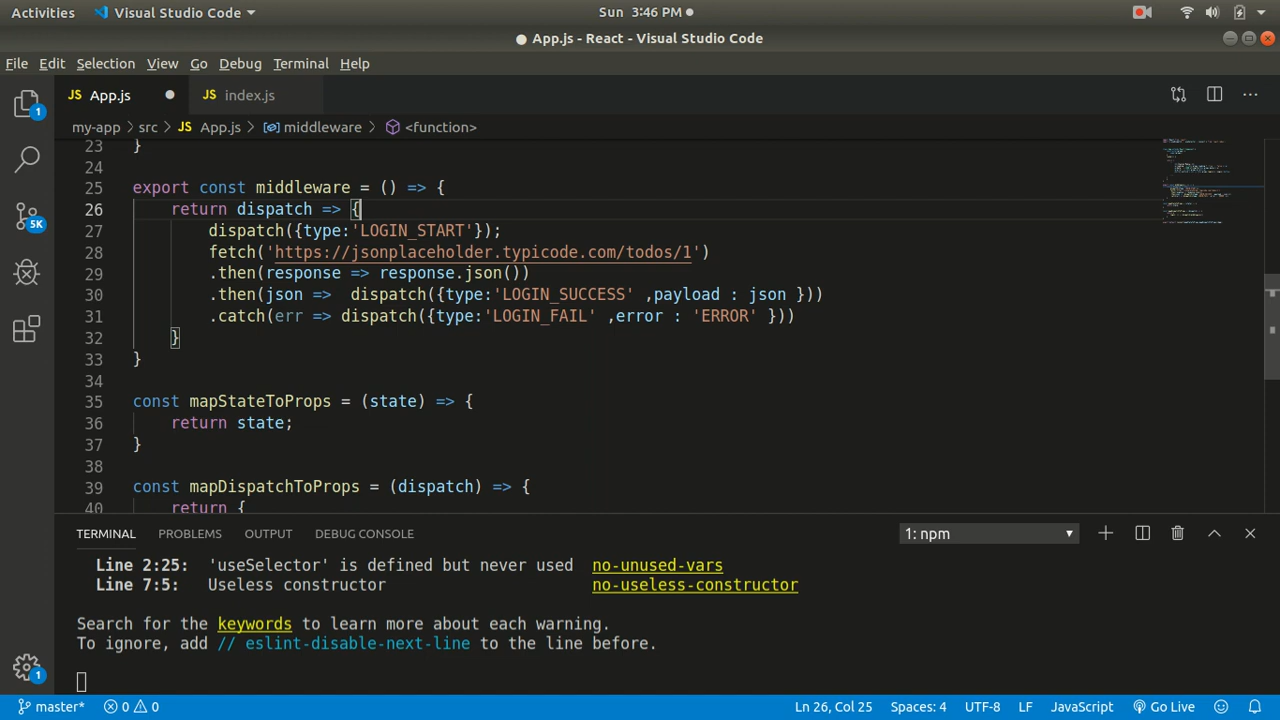 Activities Visual Studio Code Sun 3:46 PM
App.js - React - Visual Studio Code
File Edit Selection View Go Debug Terminal Help
JS App.js JS index.js
my-app > src > JS App.js > middleware > <function>
23 }
24
25 export const middleware = () => {
26 return dispatch => {
27 dispatch({type:'LOGIN_START'});
28 fetch('https://jsonplaceholder.typicode.com/todos/1')
29 .then(response => response.json())
30 .then(json => dispatch({type:'LOGIN_SUCCESS' ,payload : json }))
31 .catch(err => dispatch({type:'LOGIN_FAIL' ,error : 'ERROR' }))
32 }
33 }
34
35 const mapStateToProps = (state) => {
36 return state;
37 }
38
39 const mapDispatchToProps = (dispatch) => {
40 return {
1
5K
1
TERMINAL PROBLEMS OUTPUT DEBUG CONSOLE 1: npm
Line 2:25: 'useSelector' is defined but never used no-unused-vars
Line 7:5: Useless constructor no-useless-constructor
Search for the keywords to learn more about each warning.
To ignore, add // eslint-disable-next-line to the line before.
master* 0 0 Ln 26, Col 25 Spaces: 4 UTF-8 LF JavaScript Go Live